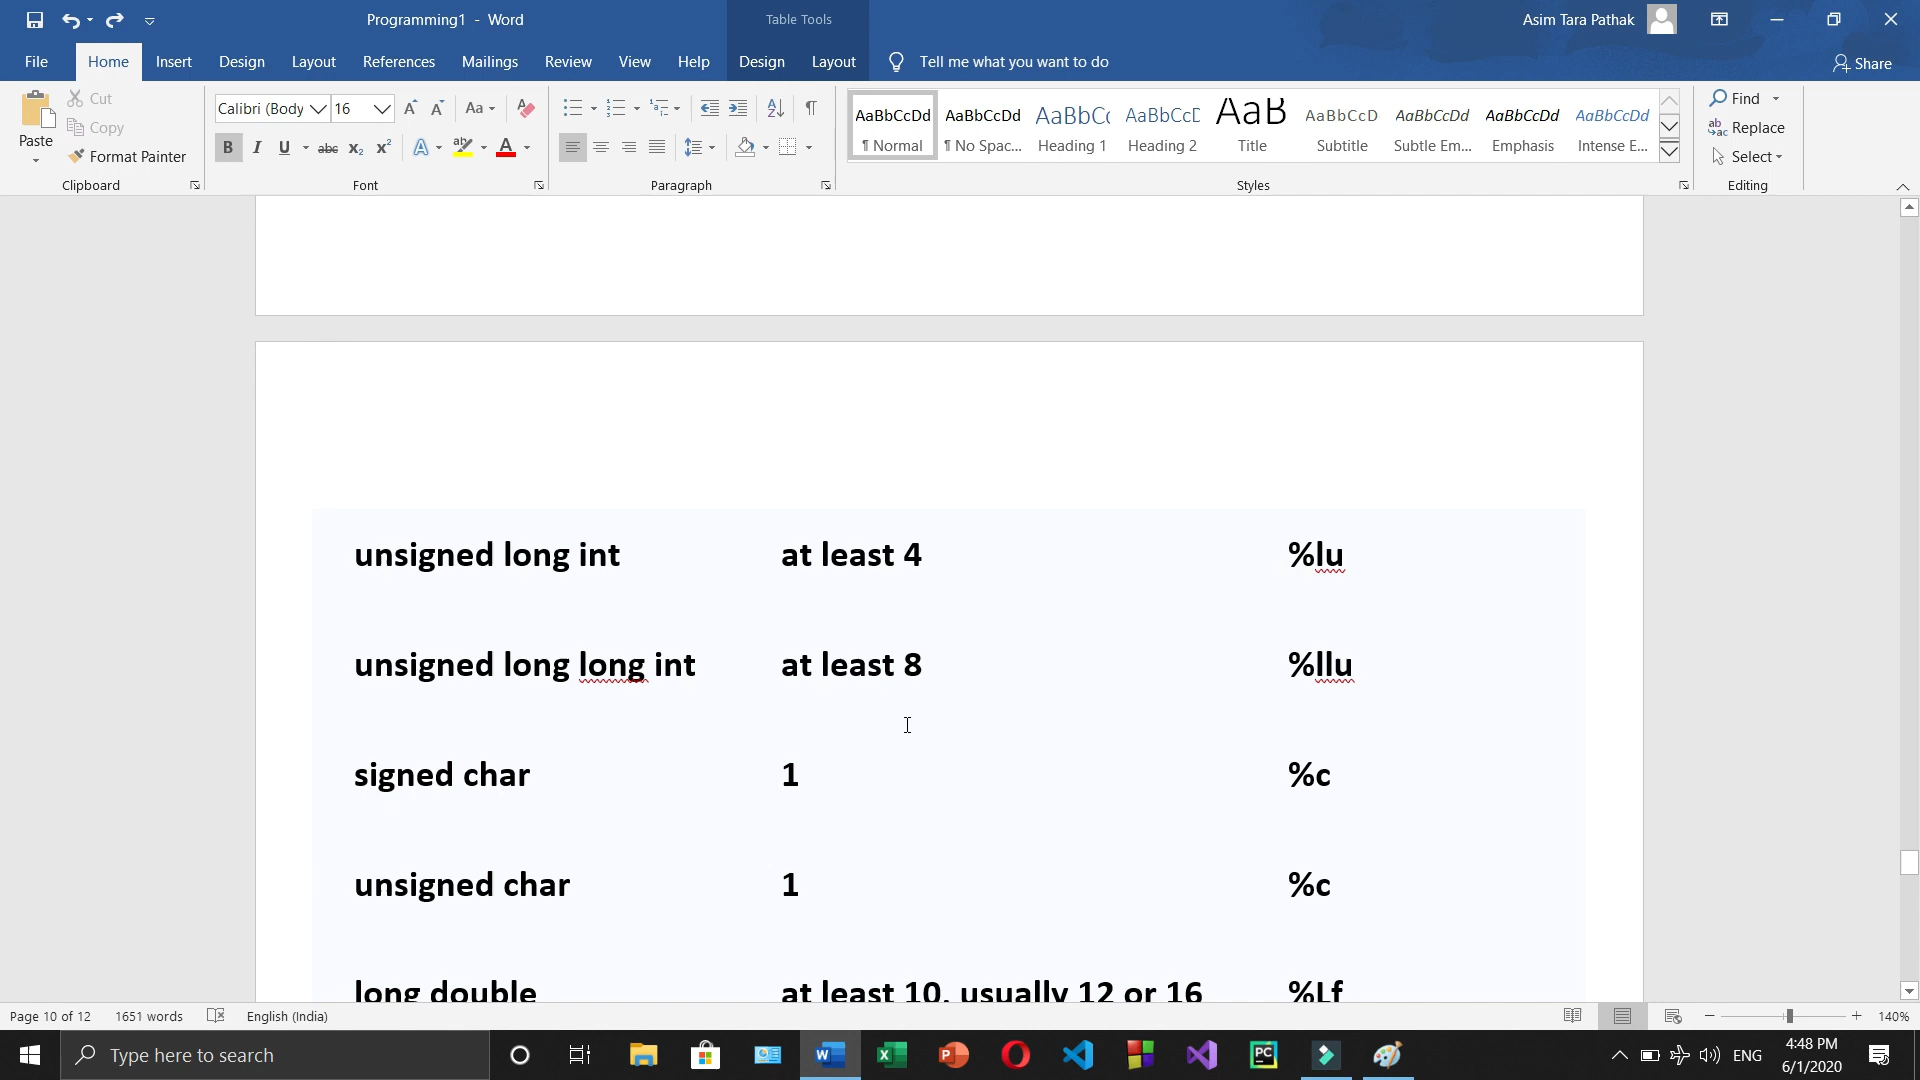 Programming1 - Word
Table Tools
Asim Tara Pathak
File Home Insert Design Layout References Mailings Review View Help Design Layout Tell me what you want to do Share
Cut
Copy
Format Painter
Paste
Clipboard
Calibri (Body 16
Font
Paragraph
AaBbCcDd AaBbCcDd AaBbCc AaBbCcE AaB AaBbCcD AaBbCcDd AaBbCcDd AaBbCcDd
¶ Normal ¶ No Spac... Heading 1 Heading 2 Title Subtitle Subtle Em... Emphasis Intense E...
Styles
Find
Replace
Select
Editing
unsigned long int at least 4 %lu
unsigned long long int at least 8 %llu
signed char 1 %c
unsigned char 1 %c
long double at least 10, usually 12 or 16 %Lf
Page 10 of 12 1651 words English (India) 140%
Type here to search
ENG
4:48 PM
6/1/2020